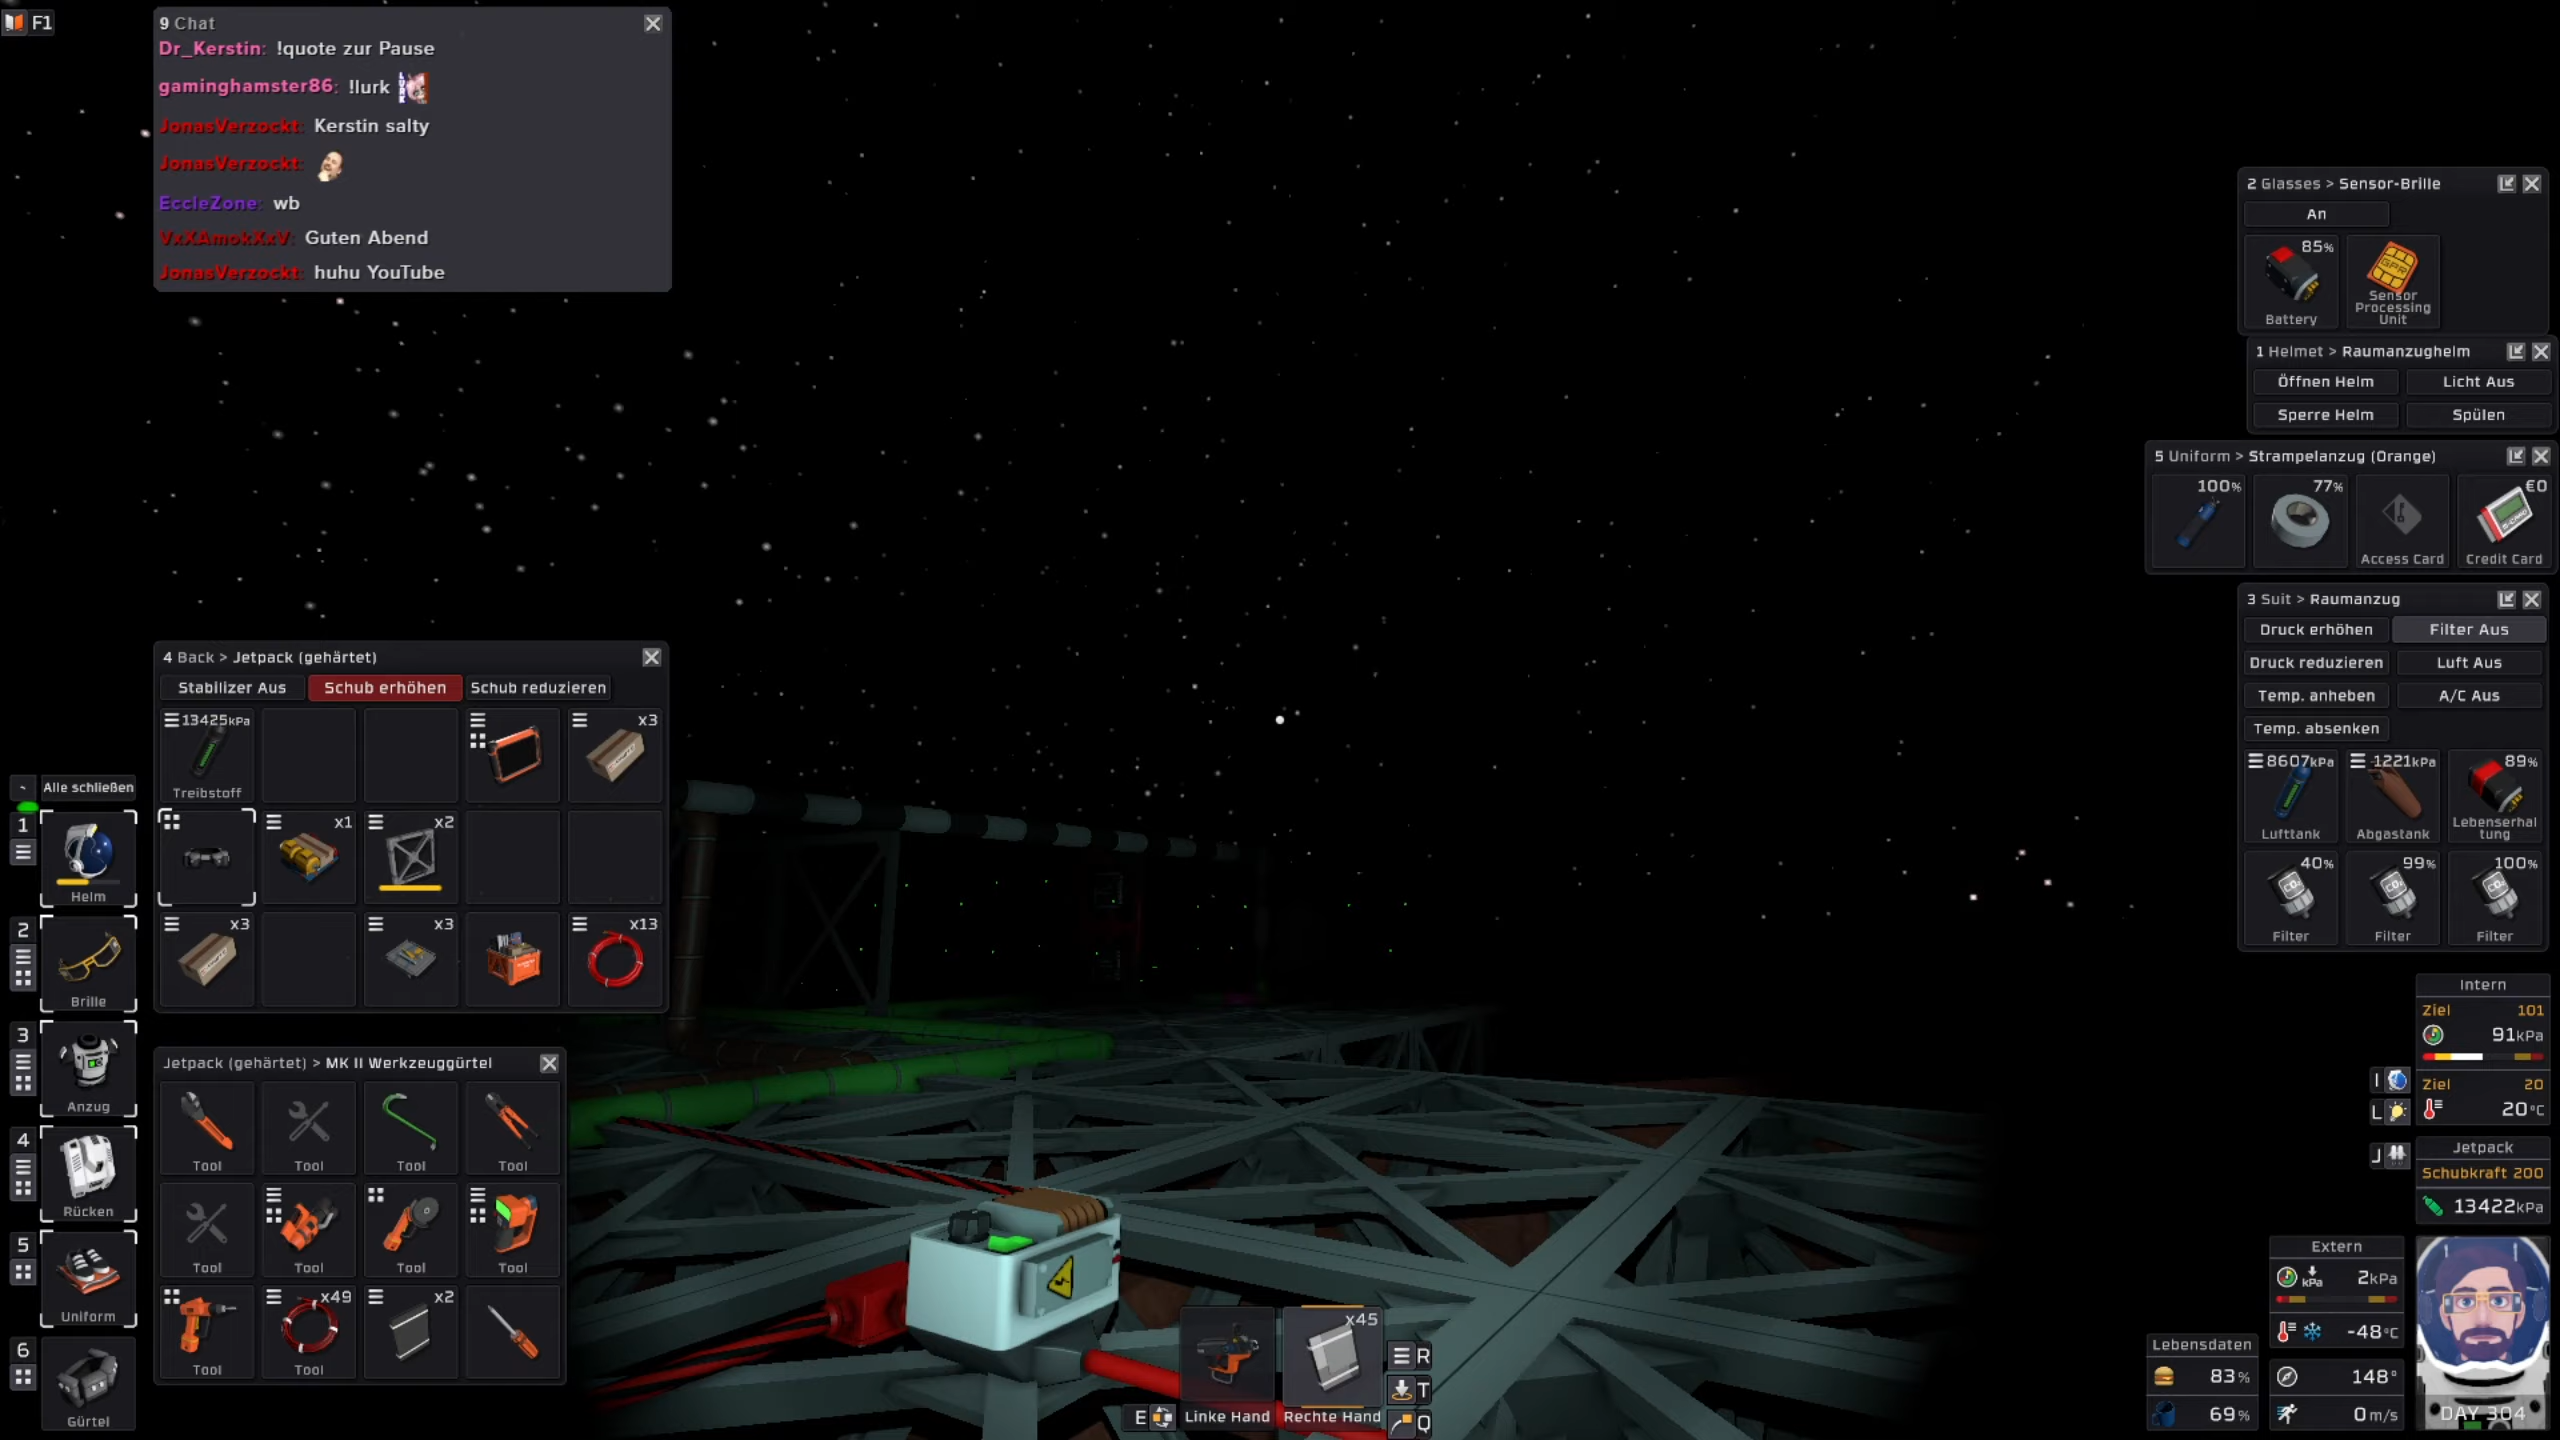 F1
9 Chat
Dr_Kerstin: !quote zur Pause
gaminghamster86: !lurk
JonasVerzockt: Kerstin salty
JonasVerzockt:
EccleZone: wb
VxXAmokXxV: Guten Abend
JonasVerzockt: huhu YouTube
2 Glasses > Sensor-Brille
An
85%
Battery
Sensor Processing Unit
1 Helmet > Raumanzughelm
Öffnen Helm
Licht Aus
Sperre Helm
Spülen
5 Uniform > Strampelanzug (Orange)
100%
77%
€0
Access Card
Credit Card
3 Suit > Raumanzug
Druck erhöhen
Filter Aus
Druck reduzieren
Luft Aus
Temp. anheben
A/C Aus
Temp. absenken
8607kPa
1221kPa
89%
Lufttank
Abgastank
Lebenserhaltung
40%
99%
100%
Filter
Filter
Filter
4 Back > Jetpack (gehärtet)
Stabilizer Aus
Schub erhöhen
Schub reduzieren
13425kPa
x3
Treibstoff
x1
x2
x3
x3
x13
Alle schließen
1
Helm
2
Brille
3
Anzug
4
Rücken
5
Uniform
6
Gürtel
Jetpack (gehärtet) > MK II Werkzeuggürtel
Tool
Tool
Tool
Tool
Tool
Tool
Tool
Tool
x49
x2
Tool
Tool
x45
R
T
Q
E
Linke Hand
Rechte Hand
Intern
Ziel 101
91kPa
I
Ziel 20
L
20°C
J
Jetpack
Schubkraft 200
13422kPa
Extern
kPa
2kPa
-48°C
Lebensdaten
83%
148°
69%
0m/s
DAY 304